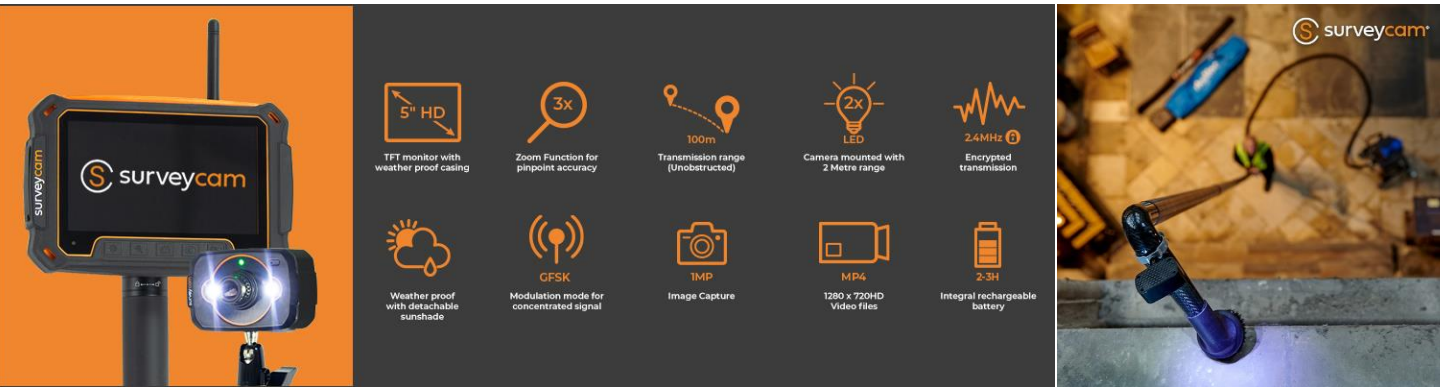 surveycam
S surveycam
surveycam
5" HD
TFT monitor with
weather proof casing
3x
Zoom Function for
pinpoint accuracy
100m
Transmission range
(Unobstructed)
2x
LED
Camera mounted with
2 Metre range
2.4MHz
Encrypted
transmission
Weather proof
with detachable
sunshade
GFSK
Modulation mode for
concentrated signal
1MP
Image Capture
MP4
1280 x 720HD
Video files
2-3H
Integral rechargeable
battery
S surveycam